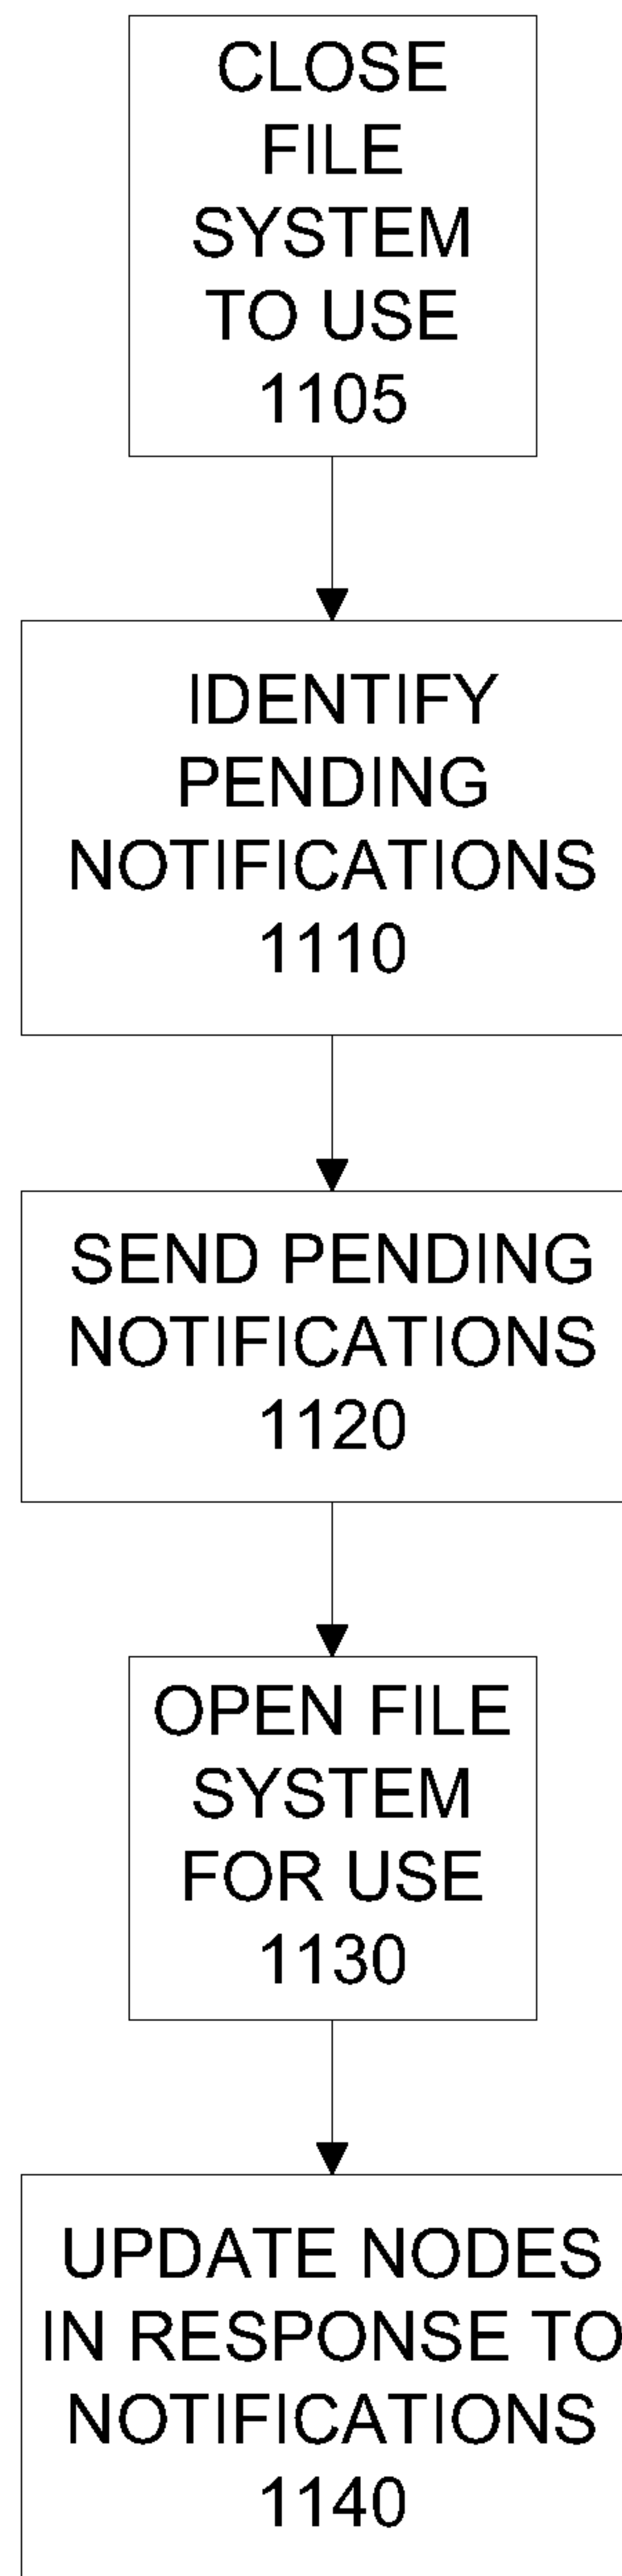 CLOSE
FILE
SYSTEM
TO USE
1105
IDENTIFY
PENDING
NOTIFICATIONS
1110
SEND PENDING
NOTIFICATIONS
1120
OPEN FILE
SYSTEM
FOR USE
1130
UPDATE NODES
IN RESPONSE TO
NOTIFICATIONS
1140